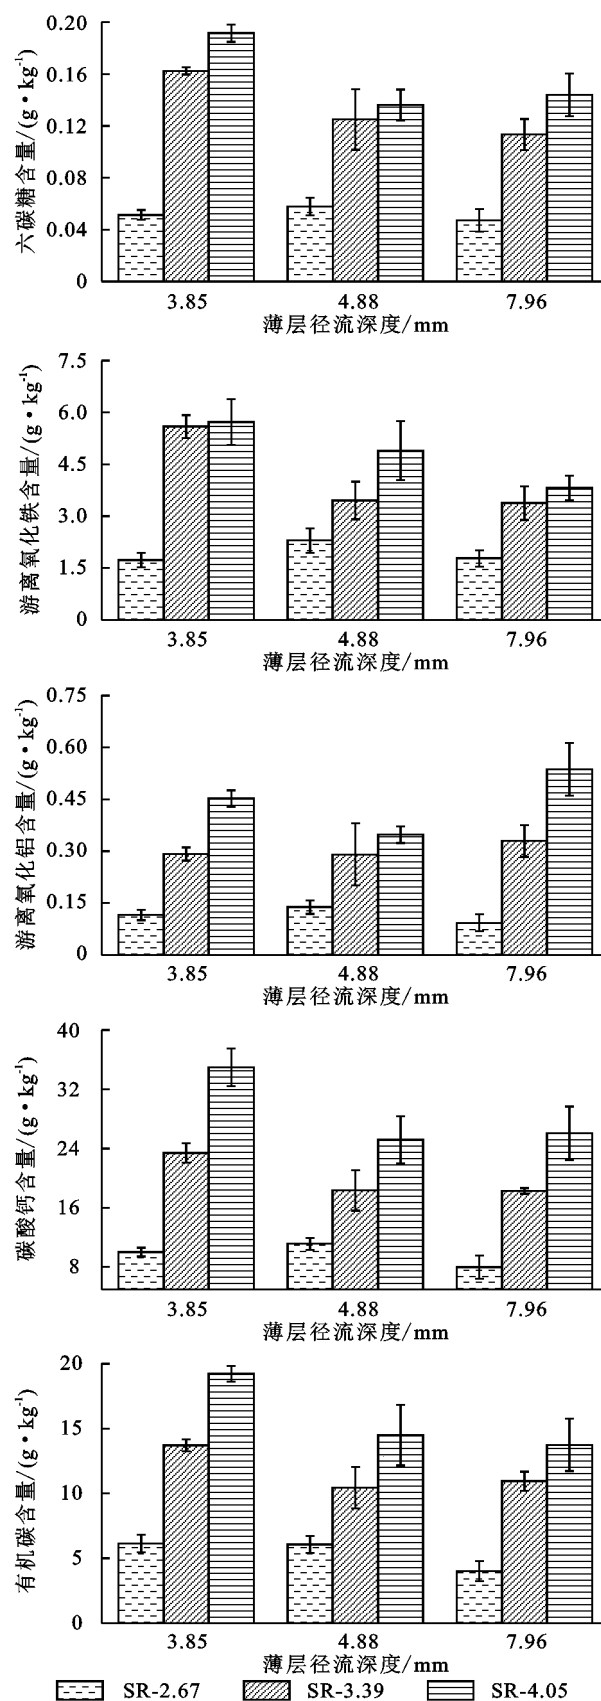 六碳糖含量/(g·kg⁻¹)
0.20
0.16
0.12
0.08
0.04
0
3.85 4.88 7.96
薄层径流深度/mm
游离氧化铁含量/(g·kg⁻¹)
7.5
6.0
4.5
3.0
1.5
0
3.85 4.88 7.96
薄层径流深度/mm
游离氧化铝含量/(g·kg⁻¹)
0.75
0.60
0.45
0.30
0.15
0
3.85 4.88 7.96
薄层径流深度/mm
碳酸钙含量/(g·kg⁻¹)
40
32
24
16
8
3.85 4.88 7.96
薄层径流深度/mm
有机碳含量/(g·kg⁻¹)
20
15
10
5
0
3.85 4.88 7.96
薄层径流深度/mm
SR-2.67 SR-3.39 SR-4.05